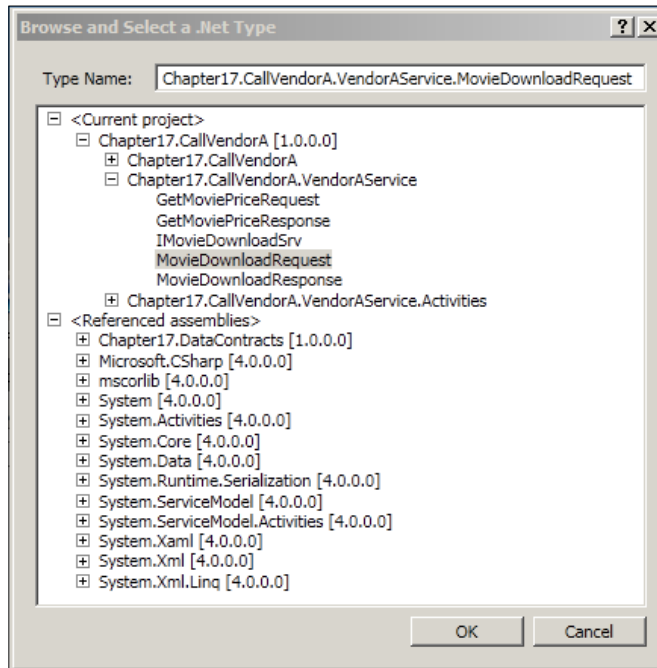 Browse and Select a .Net Type
Type Name: Chapter17.CallVendorA.VendorAService.MovieDownloadRequest
<Current project>
Chapter17.CallVendorA [1.0.0.0]
Chapter17.CallVendorA
Chapter17.CallVendorA.VendorAService
GetMoviePriceRequest
GetMoviePriceResponse
IMovieDownloadSrv
MovieDownloadRequest
MovieDownloadResponse
Chapter17.CallVendorA.VendorAService.Activities
<Referenced assemblies>
Chapter17.DataContracts [1.0.0.0]
Microsoft.CSharp [4.0.0.0]
mscorlib [4.0.0.0]
System [4.0.0.0]
System.Activities [4.0.0.0]
System.Core [4.0.0.0]
System.Data [4.0.0.0]
System.Runtime.Serialization [4.0.0.0]
System.ServiceModel [4.0.0.0]
System.ServiceModel.Activities [4.0.0.0]
System.Xaml [4.0.0.0]
System.Xml [4.0.0.0]
System.Xml.Linq [4.0.0.0]
OK Cancel